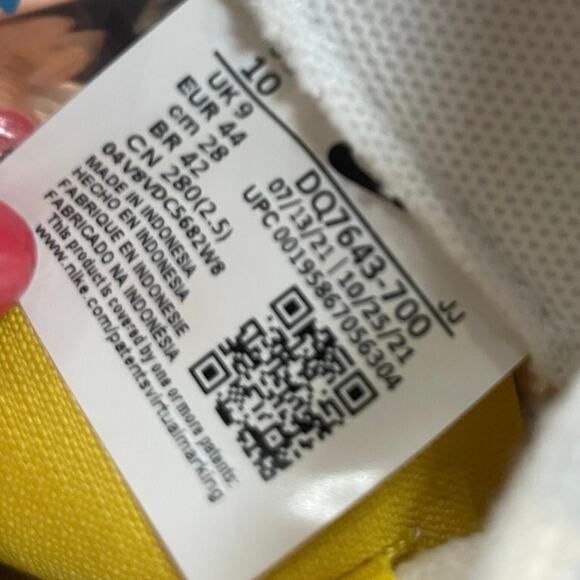 10
UK 9
EUR 44
cm 28
BR 42
CN 280(2.5)
04V8VDCS682W8
MADE IN INDONESIA
HECHO EN INDONESIA
FABRIQUE EN INDONESIE
FABRICADO NA INDONÉSIA
This product is covered by one or more patents:
www.nike.com/patentsvirtualmarking
DQ7643-700
07/13/21 | 10/25/21
UPC 00195867056304
JJ